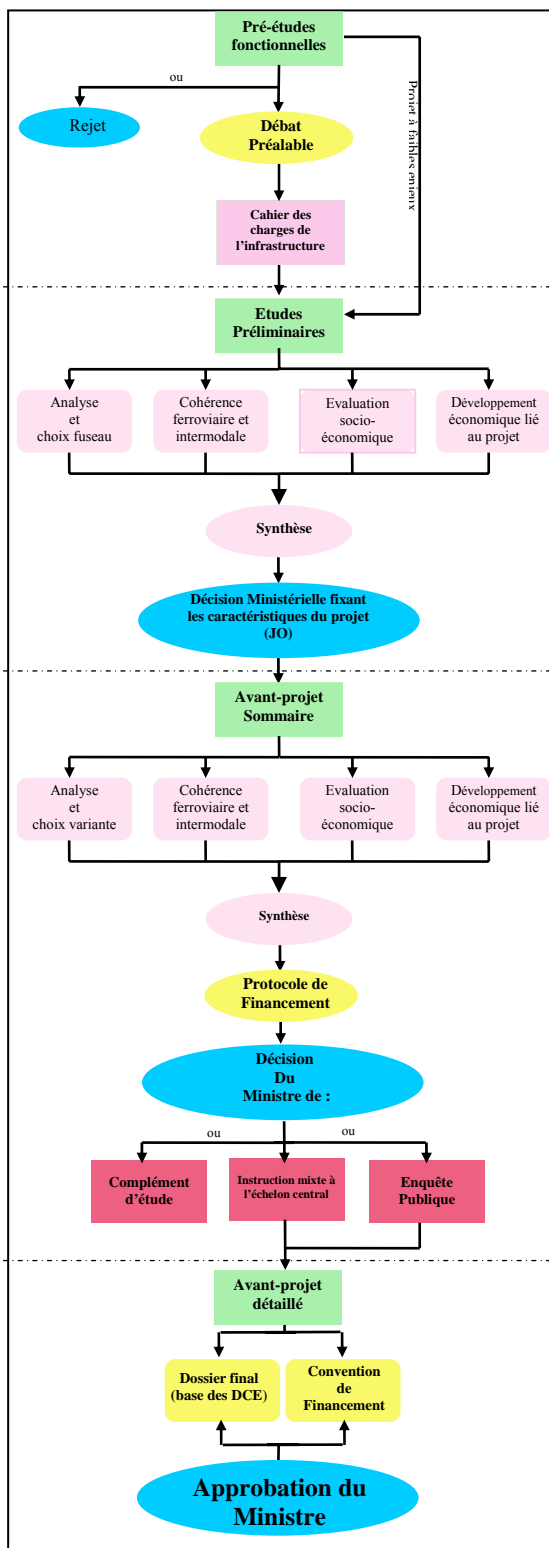 Pré-études
fonctionnelles
ou
Projet à faibles enjeux
Rejet
Débat
Préalable
Cahier des
charges de
l'infrastructure
Etudes
Préliminaires
Analyse
et
choix fuseau
Cohérence
ferroviaire et
intermodale
Evaluation
socio-
économique
Développement
économique lié
au projet
Synthèse
Décision Ministérielle fixant
les caractéristiques du projet
(JO)
Avant-projet
Sommaire
Analyse
et
choix variante
Cohérence
ferroviaire et
intermodale
Evaluation
socio-
économique
Développement
économique lié
au projet
Synthèse
Protocole de
Financement
Décision
Du
Ministre de :
ou
ou
Complément
d'étude
Instruction mixte à
l'échelon central
Enquête
Publique
Avant-projet
détaillé
Dossier final
(base des DCE)
Convention
de
Financement
Approbation du
Ministre